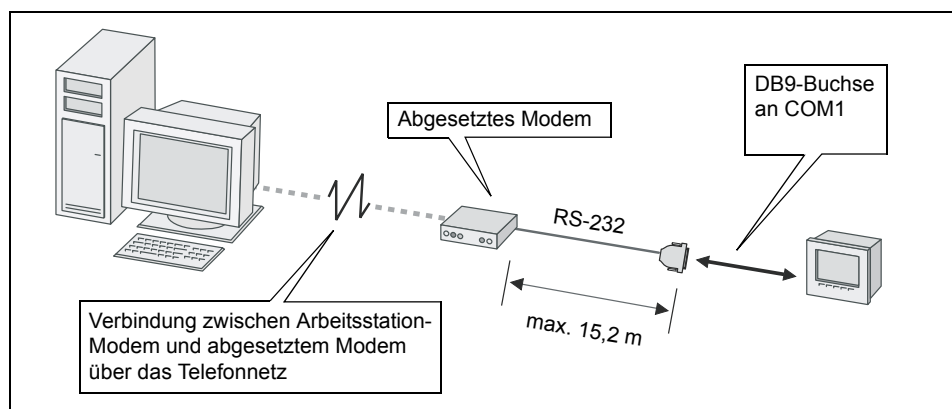 DB9-Buchse
an COM1
Abgesetztes Modem
RS-232
max. 15,2 m
Verbindung zwischen Arbeitsstation-
Modem und abgesetztem Modem
über das Telefonnetz